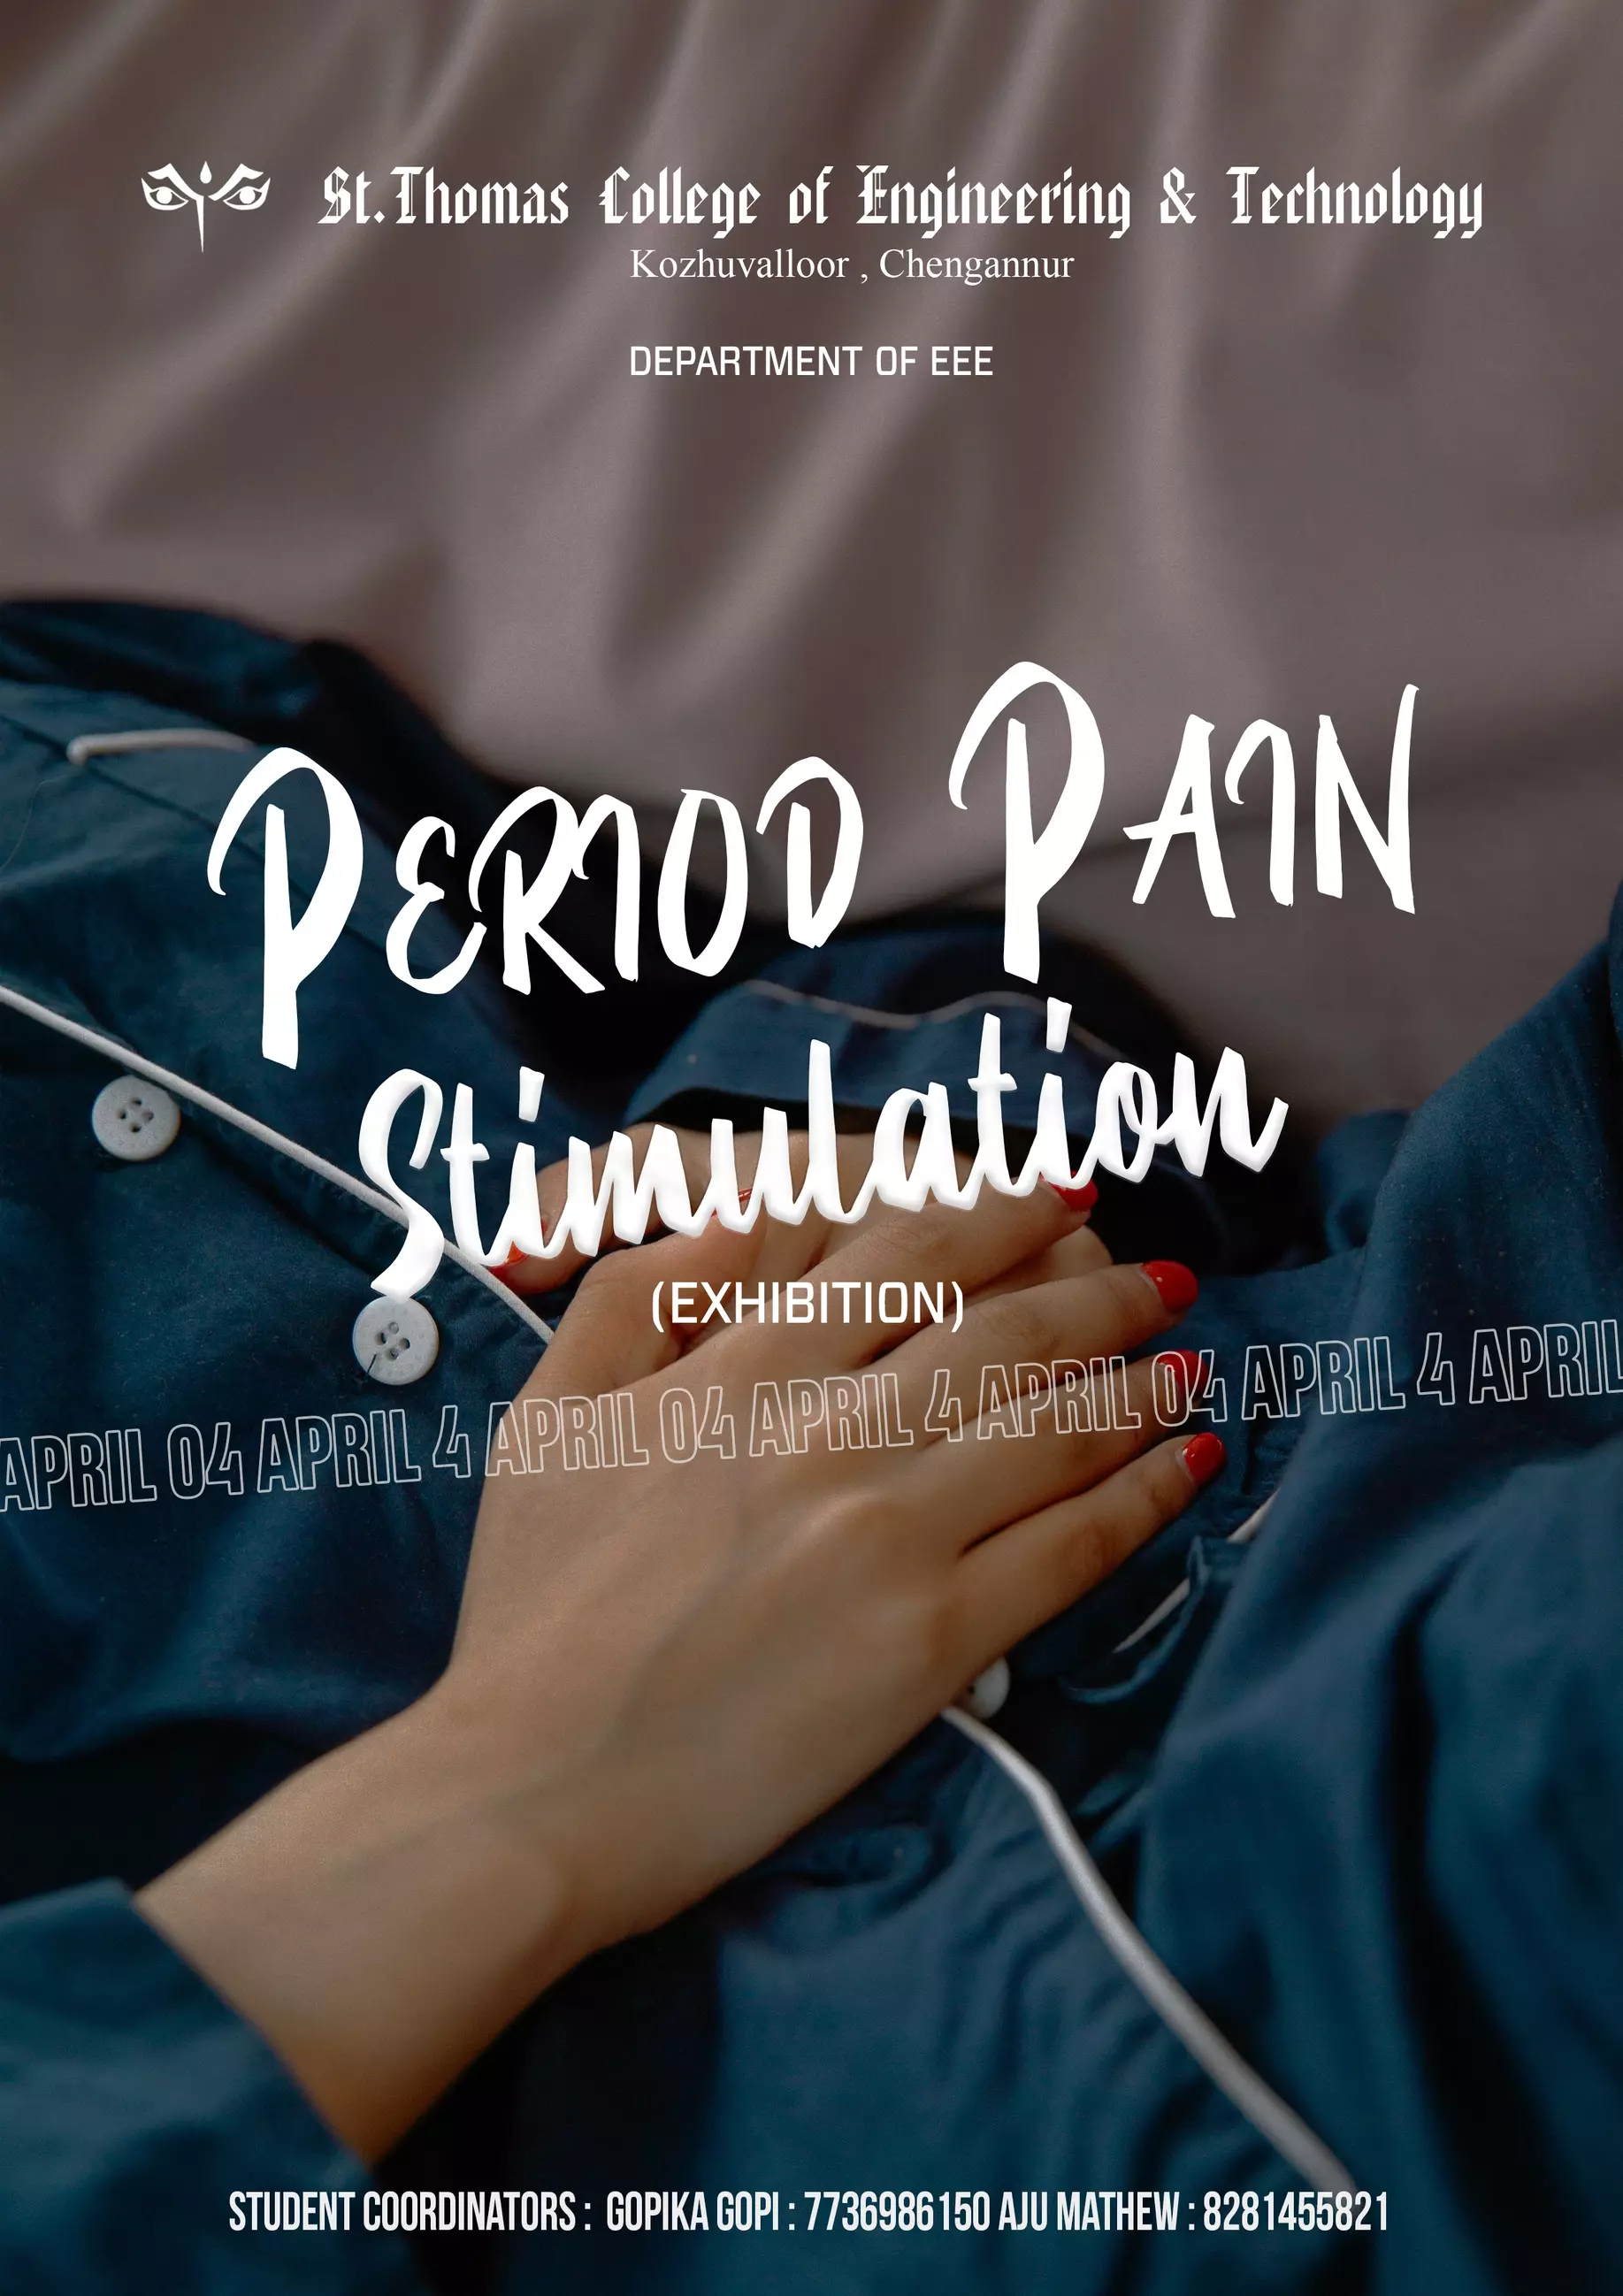 St.Thomas College of Engineering & Technology
Kozhuvalloor , Chengannur
DEPARTMENT OF EEE
PERIOD PAIN
Stimulation
(EXHIBITION)
APRIL 04 APRIL 4 APRIL 04 APRIL 4 APRIL 04 APRIL 4 APRIL
STUDENT COORDINATORS : GOPIKA GOPI : 7736986150 AJU MATHEW : 8281455821